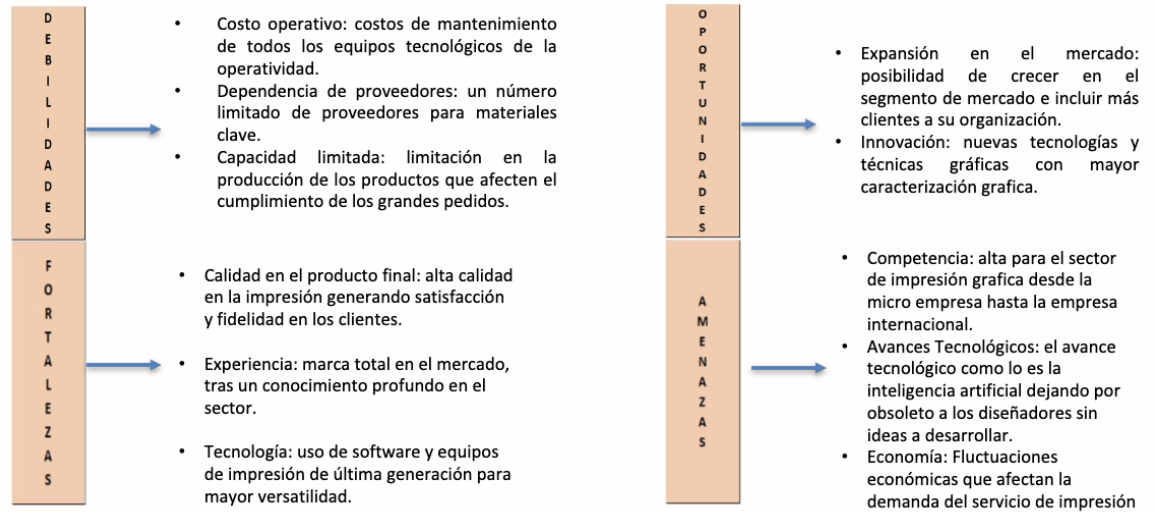 DEBILIDADES
• Costo operativo: costos de mantenimiento
de todos los equipos tecnológicos de la
operatividad.
• Dependencia de proveedores: un número
limitado de proveedores para materiales
clave.
• Capacidad limitada: limitación en la
producción de los productos que afecten el
cumplimiento de los grandes pedidos.
FORTALEZAS
• Calidad en el producto final: alta calidad
en la impresión generando satisfacción
y fidelidad en los clientes.
• Experiencia: marca total en el mercado,
tras un conocimiento profundo en el
sector.
• Tecnología: uso de software y equipos
de impresión de última generación para
mayor versatilidad.
OPORTUNIDADES
• Expansión en el mercado:
posibilidad de crecer en el
segmento de mercado e incluir más
clientes a su organización.
• Innovación: nuevas tecnologías y
técnicas gráficas con mayor
caracterización grafica.
AMENAZAS
• Competencia: alta para el sector
de impresión grafica desde la
micro empresa hasta la empresa
internacional.
• Avances Tecnológicos: el avance
tecnológico como lo es la
inteligencia artificial dejando por
obsoleto a los diseñadores sin
ideas a desarrollar.
• Economía: Fluctuaciones
económicas que afectan la
demanda del servicio de impresión